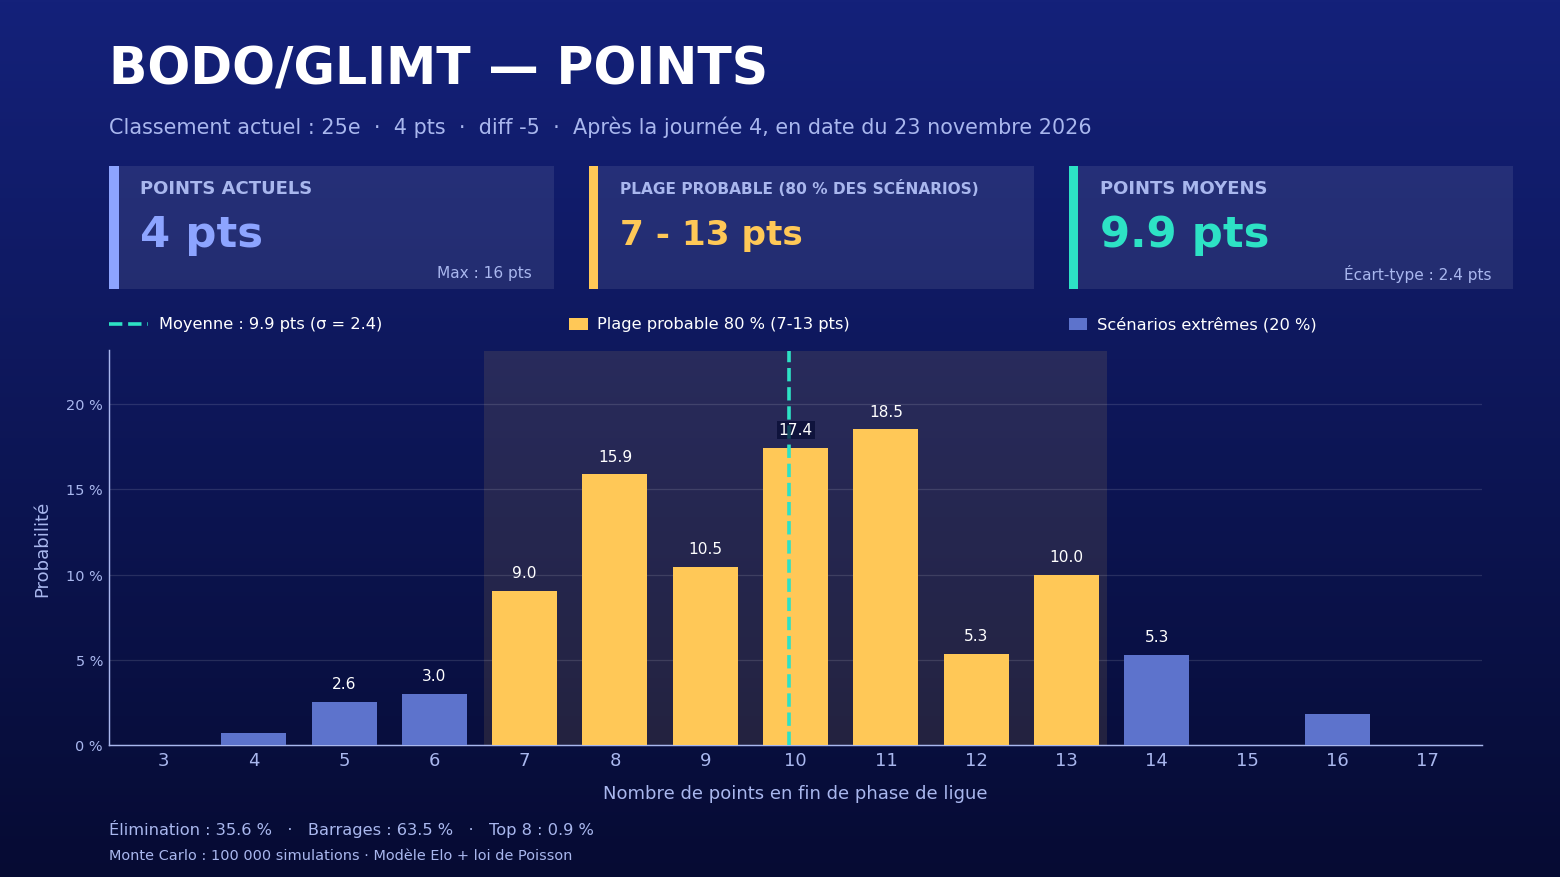 BODO/GLIMT — POINTS
Classement actuel : 25e · 4 pts · diff -5 · Après la journée 4, en date du 23 novembre 2026
POINTS ACTUELS
4 pts
Max : 16 pts
PLAGE PROBABLE (80 % DES SCÉNARIOS)
7 - 13 pts
POINTS MOYENS
9.9 pts
Écart-type : 2.4 pts
Moyenne : 9.9 pts (σ = 2.4)
Plage probable 80 % (7-13 pts)
Scénarios extrêmes (20 %)
Probabilité
20 %
15 %
10 %
5 %
0 %
2.6
3.0
9.0
15.9
10.5
17.4
18.5
5.3
10.0
5.3
3 4 5 6 7 8 9 10 11 12 13 14 15 16 17
Nombre de points en fin de phase de ligue
Élimination : 35.6 % · Barrages : 63.5 % · Top 8 : 0.9 %
Monte Carlo : 100 000 simulations · Modèle Elo + loi de Poisson